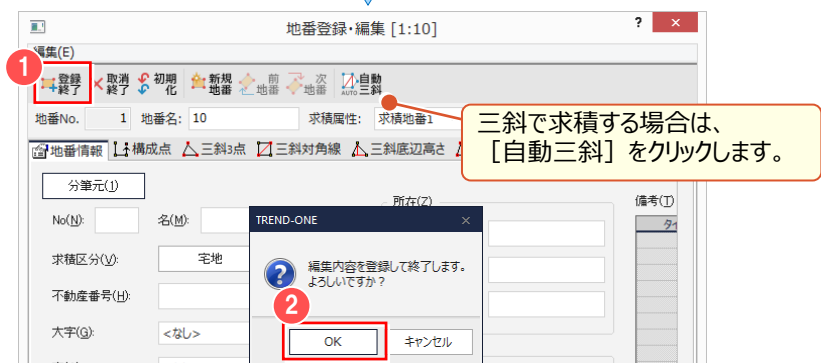 地番登録・編集 [1:10]
? ×
編集(E)
1
登録終了 取消終了 初期化 新規地番 前地番 次地番 AUTO 自動三斜
地番No. 1 地番名: 10 求積属性: 求積地番1
三斜で求積する場合は、
［自動三斜］をクリックします。
地番情報 構成点 三斜3点 三斜対角線 三斜底辺高さ
分筆元(J)
所在(Z)
備考(T)
No(N): 名(M):
TREND-ONE ×
求積区分(V): 宅地
編集内容を登録して終了します。
よろしいですか？
不動産番号(H):
2
大字(G): <なし>
OK キャンセル